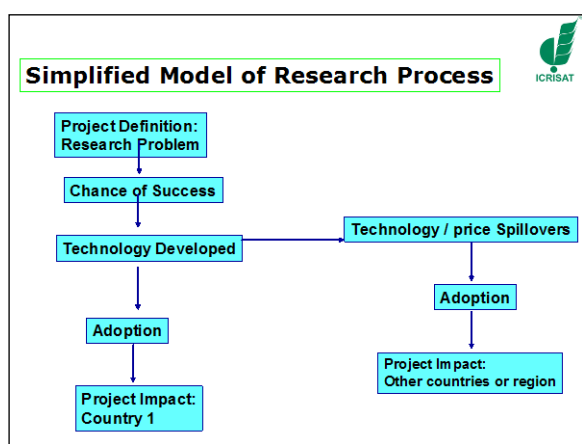 ICRISAT
Simplified Model of Research Process
Project Definition:
Research Problem
Chance of Success
Technology Developed
Technology / price Spillovers
Adoption
Adoption
Project Impact:
Country 1
Project Impact:
Other countries or region